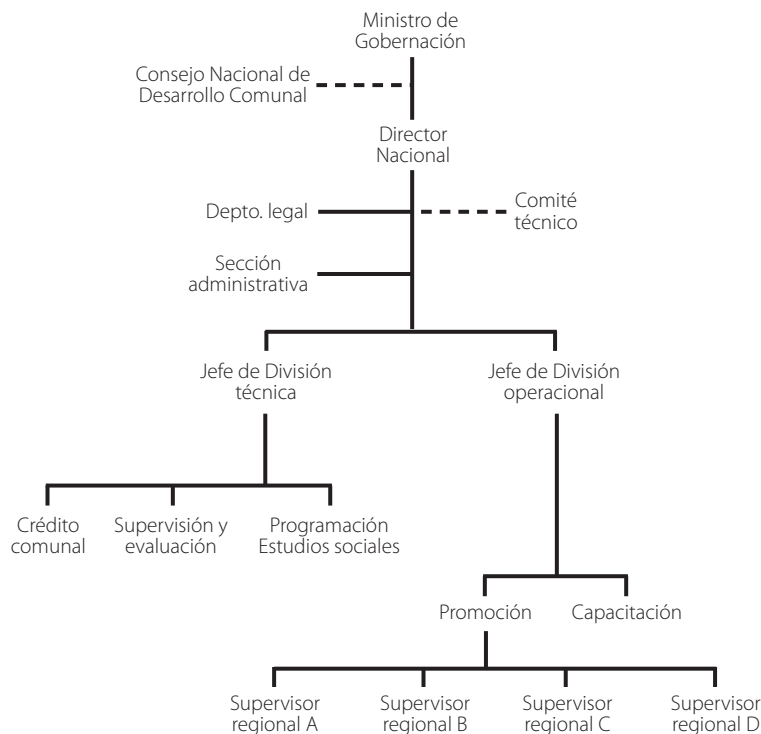 Ministro de
Gobernación
Consejo Nacional de
Desarrollo Comunal
Director
Nacional
Depto. legal
Comité
técnico
Sección
administrativa
Jefe de División
técnica
Jefe de División
operacional
Crédito
comunal
Supervisión y
evaluación
Programación
Estudios sociales
Promoción
Capacitación
Supervisor
regional A
Supervisor
regional B
Supervisor
regional C
Supervisor
regional D